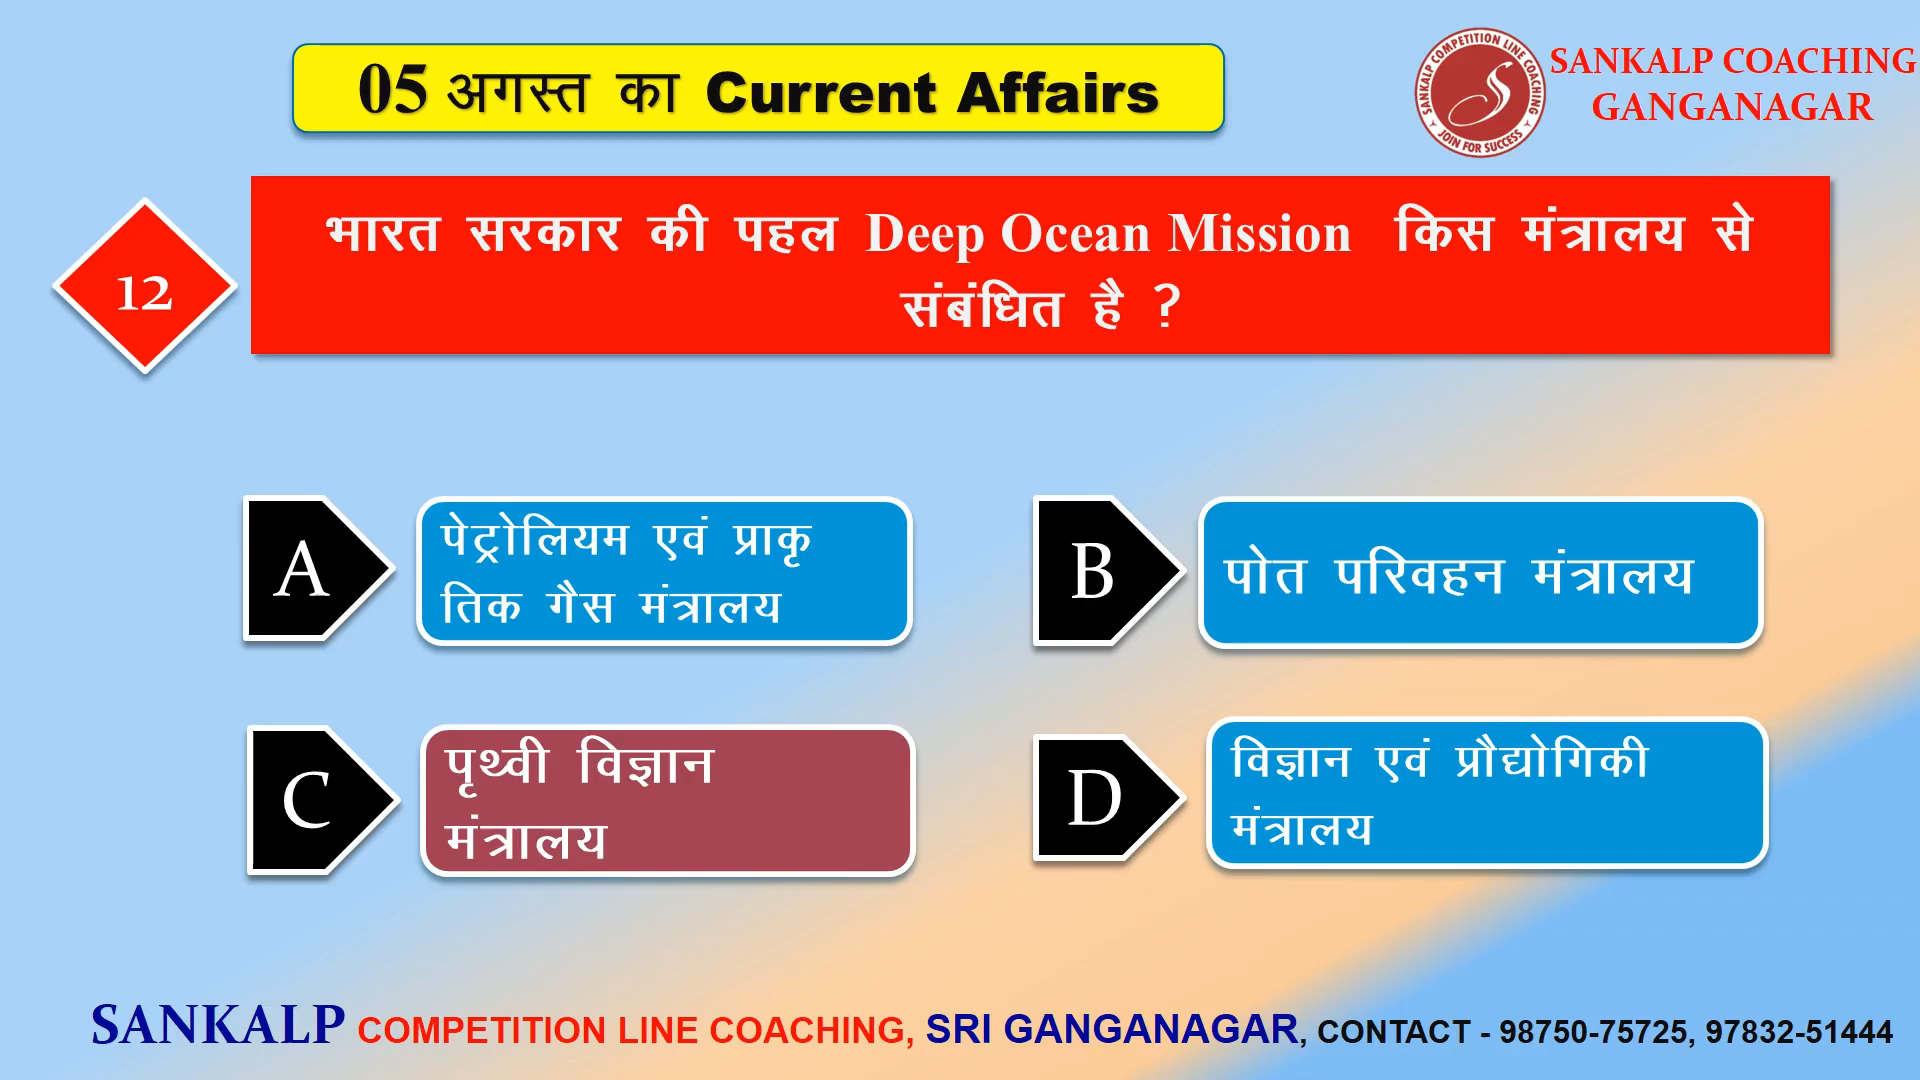 05 अगस्त का Current Affairs
SANKALP COMPETITION LINE COACHING
JOIN FOR SUCCESS
SANKALP COACHING
GANGANAGAR
12
भारत सरकार की पहल Deep Ocean Mission किस मंत्रालय से
संबंधित है ?
A
पेट्रोलियम एवं प्राकृ
तिक गैस मंत्रालय
B
पोत परिवहन मंत्रालय
C
पृथ्वी विज्ञान
मंत्रालय
D
विज्ञान एवं प्रौद्योगिकी
मंत्रालय
SANKALP COMPETITION LINE COACHING, SRI GANGANAGAR, CONTACT - 98750-75725, 97832-51444